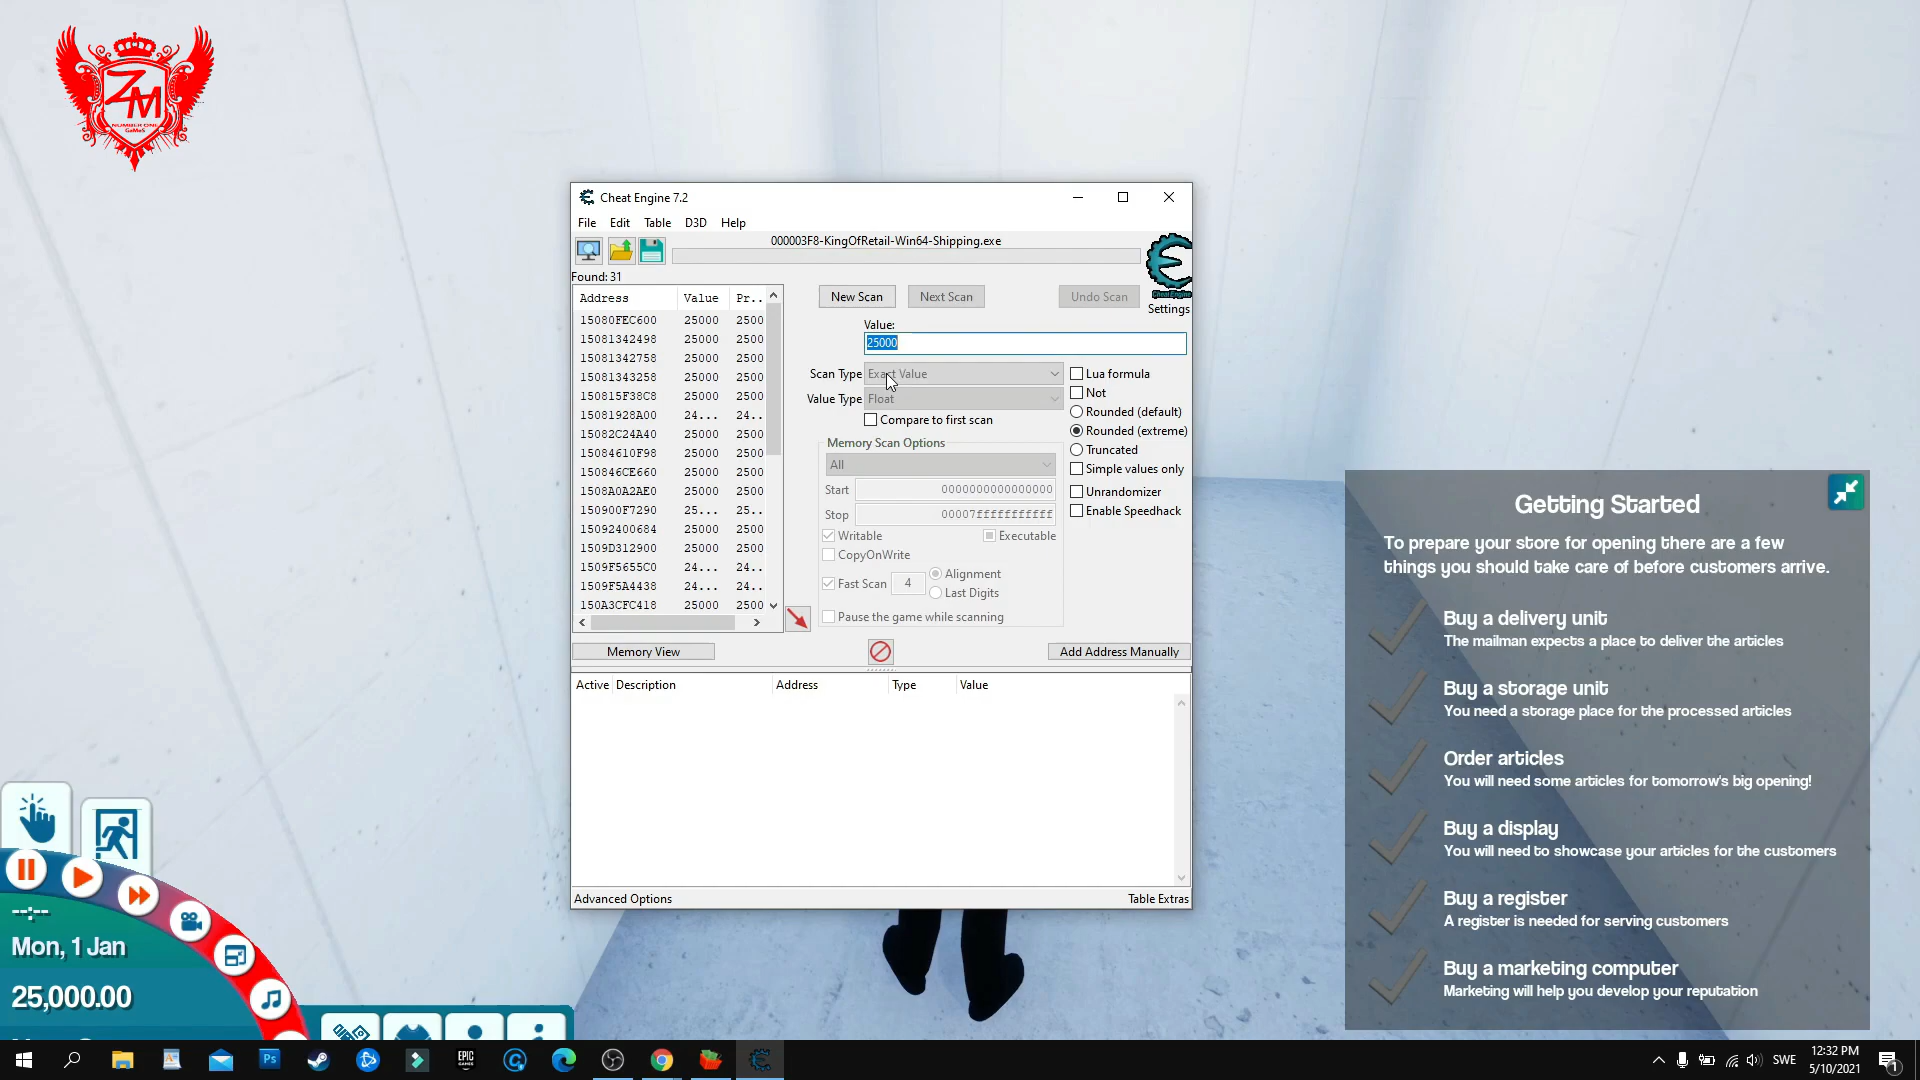 ZM
NUMBER ONE
GaMeS
Cheat Engine 7.2
File Edit Table D3D Help
000003F8-KingOfRetail-Win64-Shipping.exe
Found: 31
Cheat Engine
Settings
Address Value Pr..
15080FEC600 25000 2500
15081342498 25000 2500
15081342758 25000 2500
15081343258 25000 2500
150815F38C8 25000 2500
15081928A00 24... 24..
15082C24A40 25000 2500
15084610F98 25000 2500
150846CE660 25000 2500
1508A0A2AE0 25000 2500
150900F7290 25... 25..
15092400684 25000 2500
1509D312900 25000 2500
1509F5655C0 24... 24..
1509F5A4438 25000 2500
150A3CFC418 25000 2500
New Scan Next Scan Undo Scan
Value:
25000
Scan Type Exact Value
Value Type Float
Compare to first scan
Lua formula
Not
Rounded (default)
Rounded (extreme)
Truncated
Simple values only
Unrandomizer
Enable Speedhack
Memory Scan Options
All
Start 0000000000000000
Stop 00007fffffffffff
Writable Executable
CopyOnWrite
Fast Scan 4 Alignment
Last Digits
Pause the game while scanning
Memory View Add Address Manually
Active Description Address Type Value
Advanced Options Table Extras
Getting Started
To prepare your store for opening there are a few
things you should take care of before customers arrive.
Buy a delivery unit
The mailman expects a place to deliver the articles
Buy a storage unit
You need a storage place for the processed articles
Order articles
You will need some articles for tomorrow's big opening!
Buy a display
You will need to showcase your articles for the customers
Buy a register
A register is needed for serving customers
Buy a marketing computer
Marketing will help you develop your reputation
--:--
Mon, 1 Jan
25,000.00
Ps
EPIC
GAMES
SWE
12:32 PM
5/10/2021
1